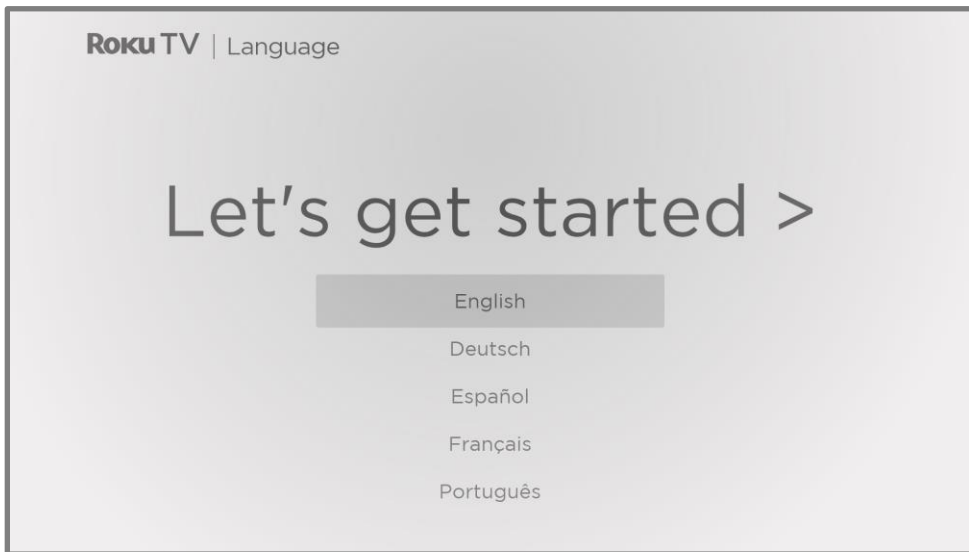 Roku TV | Language
Let's get started >
English
Deutsch
Español
Français
Português